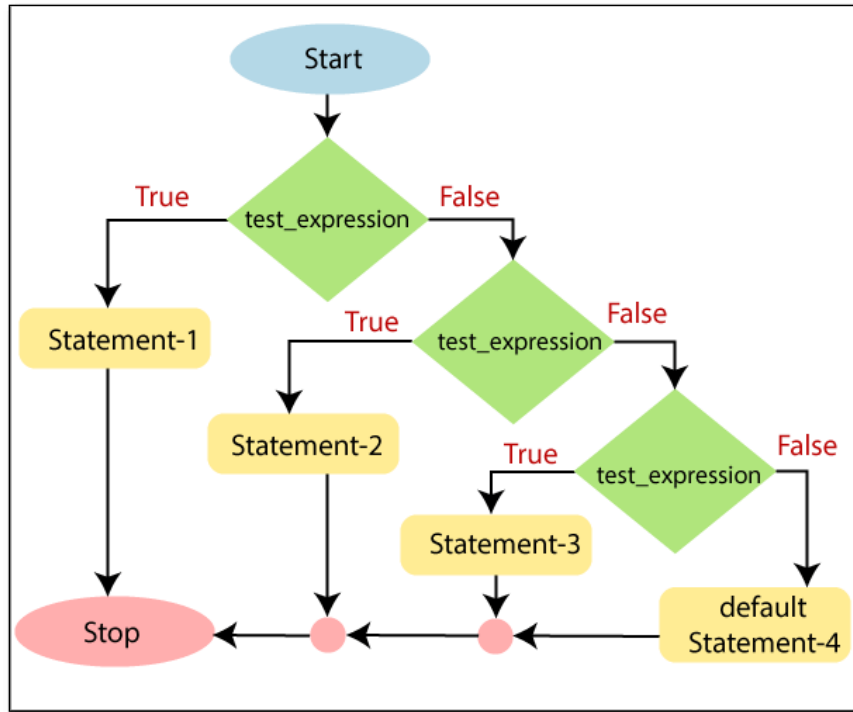 Start
True
False
test_expression
Statement-1
True
False
test_expression
Statement-2
True
False
test_expression
Statement-3
default
Statement-4
Stop